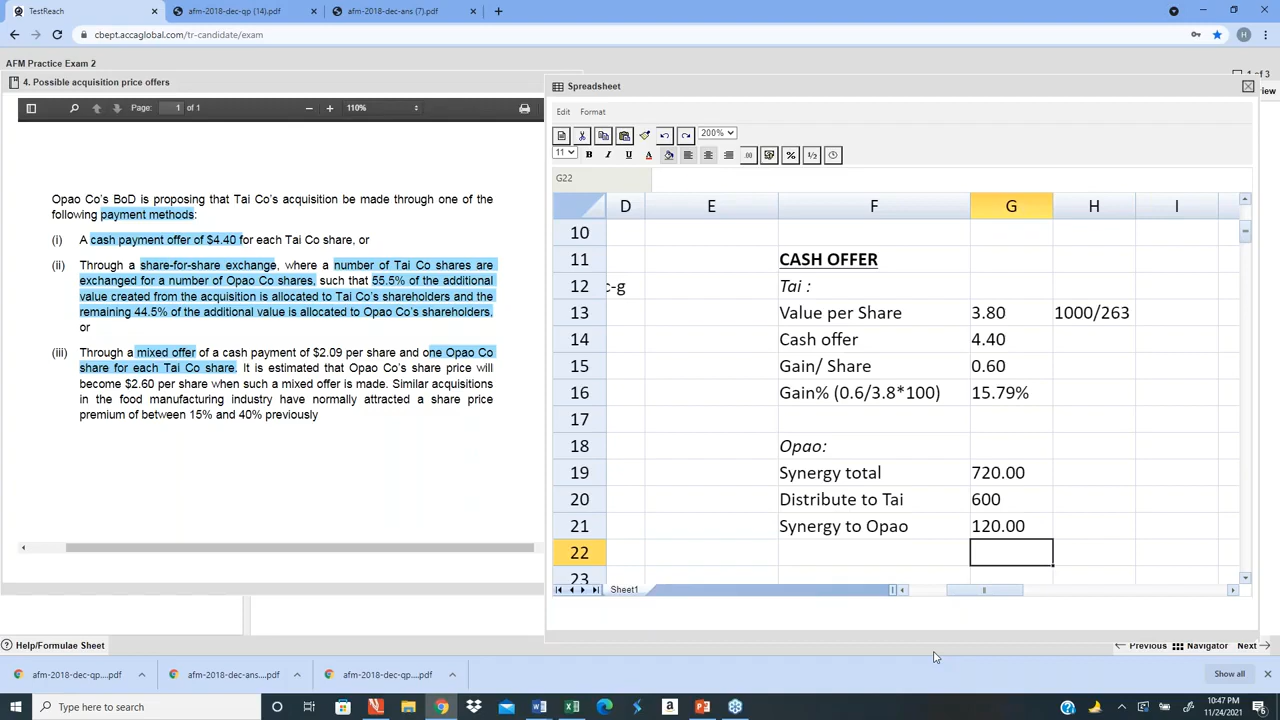 TestReach
afm-2018-dec-qp (14).pdf
afm-2018-dec-ans (7).pdf
cbept.accaglobal.com/tr-candidate/exam
H
AFM Practice Exam 2
1 of 3
4. Possible acquisition price offers
Spreadsheet
iew
Page: 1 of 1
110%
Edit Format
200%
11 B I U A .00 % 1/2
G22
D E F G H I
Opao Co's BoD is proposing that Tai Co's acquisition be made through one of the
following payment methods:
(i) A cash payment offer of $4.40 for each Tai Co share, or
(ii) Through a share-for-share exchange, where a number of Tai Co shares are
exchanged for a number of Opao Co shares, such that 55.5% of the additional
value created from the acquisition is allocated to Tai Co's shareholders and the
remaining 44.5% of the additional value is allocated to Opao Co's shareholders,
or
(iii) Through a mixed offer of a cash payment of $2.09 per share and one Opao Co
share for each Tai Co share. It is estimated that Opao Co's share price will
become $2.60 per share when such a mixed offer is made. Similar acquisitions
in the food manufacturing industry have normally attracted a share price
premium of between 15% and 40% previously
10
11 CASH OFFER
12 c-g Tai :
13 Value per Share 3.80 1000/263
14 Cash offer 4.40
15 Gain/ Share 0.60
16 Gain% (0.6/3.8*100) 15.79%
17
18 Opao:
19 Synergy total 720.00
20 Distribute to Tai 600
21 Synergy to Opao 120.00
22
23
Sheet1
Help/Formulae Sheet
Previous Navigator Next
afm-2018-dec-qp....pdf
afm-2018-dec-ans....pdf
afm-2018-dec-qp....pdf
Show all
Type here to search
10:47 PM
11/24/2021